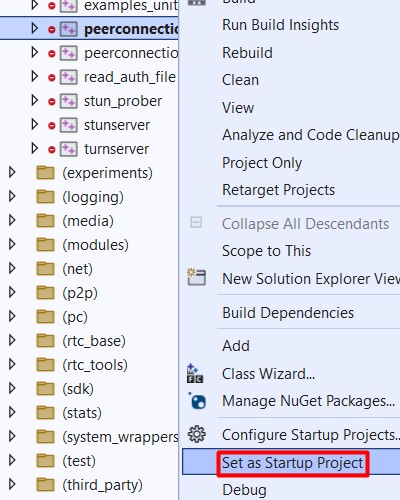 examples_unit
peerconnectio
peerconnectio
read_auth_file
stun_prober
stunserver
turnserver
(experiments)
(logging)
(media)
(modules)
(net)
(p2p)
(pc)
(rtc_base)
(rtc_tools)
(sdk)
(stats)
(system_wrappers
(test)
(third_party)
Build
Run Build Insights
Rebuild
Clean
View
Analyze and Code Cleanup
Project Only
Retarget Projects
Collapse All Descendants
Scope to This
New Solution Explorer View
Build Dependencies
Add
Class Wizard...
Manage NuGet Packages...
Configure Startup Projects...
Set as Startup Project
Debug